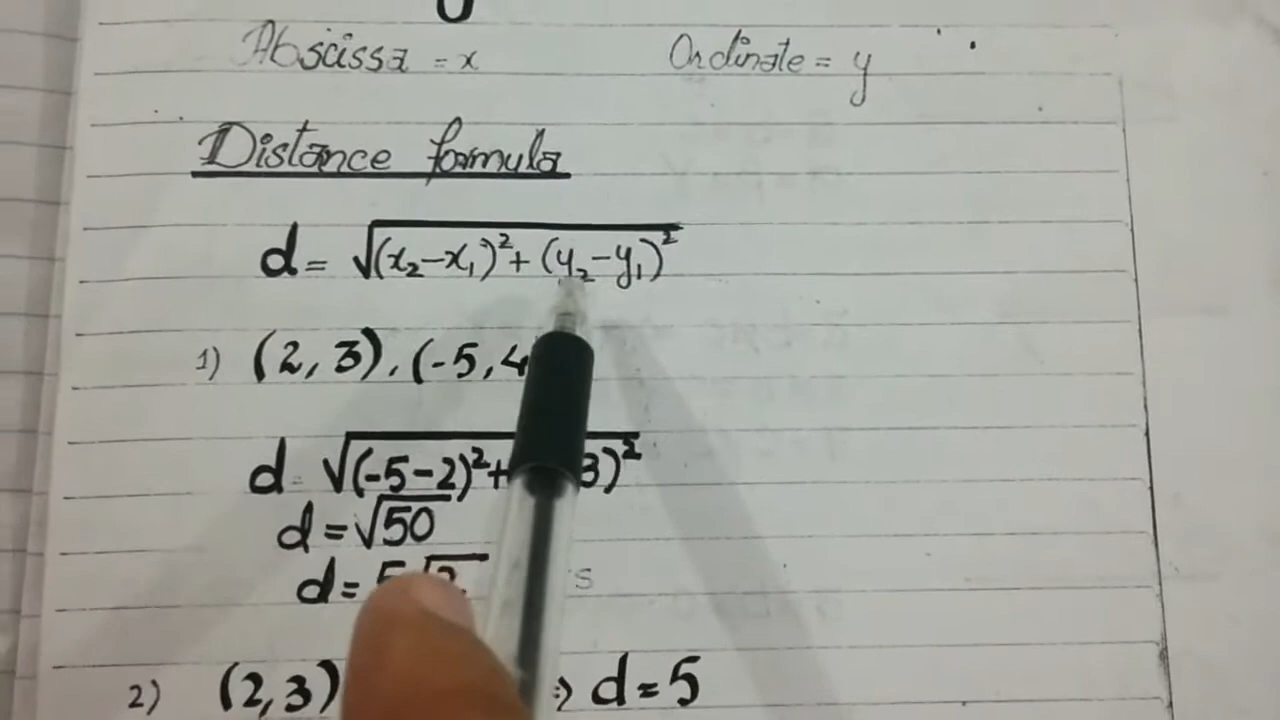 Abscissa = x Ordinate = y
Distance formula
d = √(x₂-x₁)² + (y₂-y₁)²
1) (2, 3), (-5, 4
d = √(-5-2)² + 3)²
d = √50
d =
2) (2,3) ⇒ d = 5